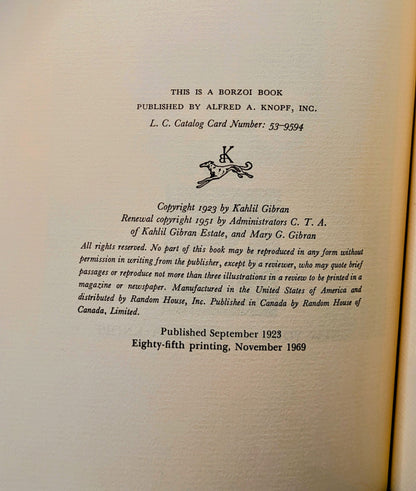 THIS IS A BORZOI BOOK
PUBLISHED BY ALFRED A. KNOPF, INC.
L. C. Catalog Card Number: 53-9594
K
Copyright 1923 by Kahlil Gibran
Renewal copyright 1951 by Administrators C. T. A.
of Kahlil Gibran Estate, and Mary G. Gibran
All rights reserved. No part of this book may be reproduced in any form without
permission in writing from the publisher, except by a reviewer, who may quote brief
passages or reproduce not more than three illustrations in a review to be printed in a
magazine or newspaper. Manufactured in the United States of America and
distributed by Random House, Inc. Published in Canada by Random House of
Canada, Limited.
Published September 1923
Eighty-fifth printing, November 1969